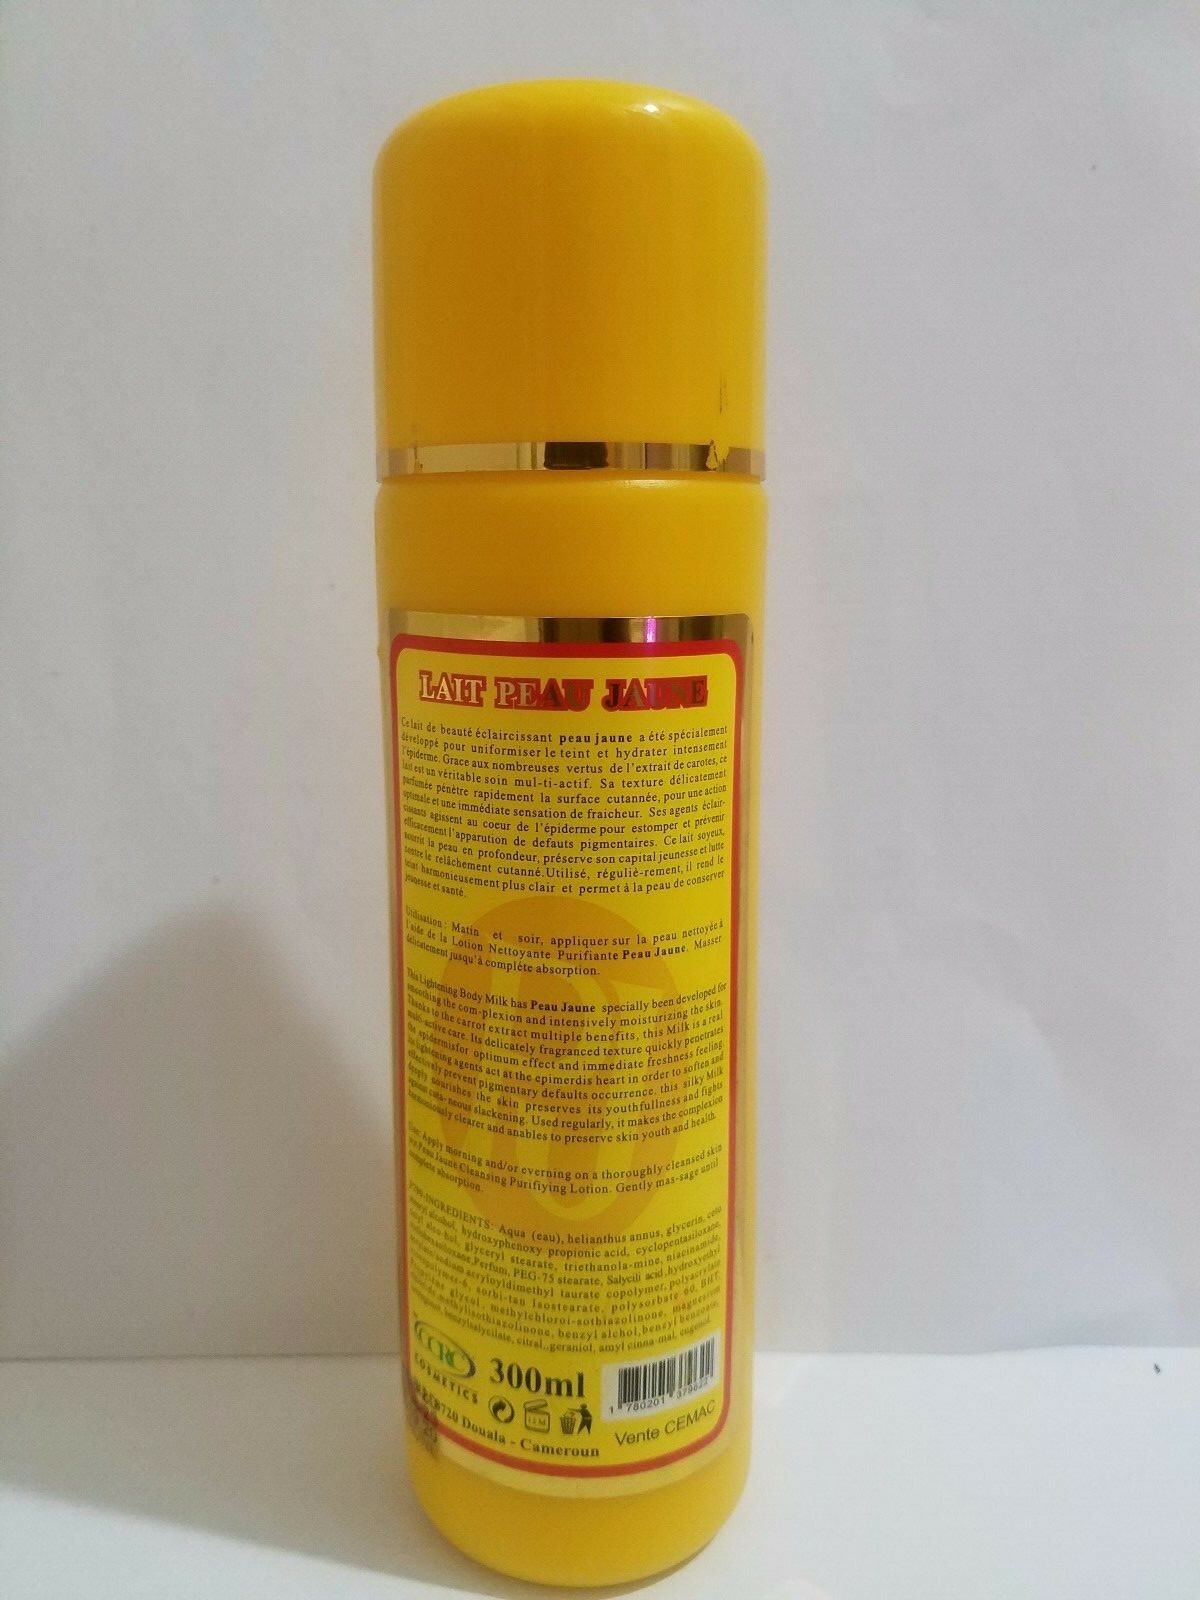 LAIT PEAU JAUNE
Ce lait de beauté éclaircissant peau jaune a été spécialement
développé pour uniformiser le teint et hydrater intensement
l'épiderme. Grace aux nombreuses vertus de l'extrait de carotes, ce
lait est un véritable soin mul-ti-actif. Sa texture délicatement
parfumée pénètre rapidement la surface cutannée, pour une action
optimale et une immédiate sensation de fraicheur. Ses agents éclair-
cissants agissent au coeur de l'épiderme pour estomper et prévenir
efficacement l'apparution de defauts pigmentaires. Ce lait soyeux,
nourrit la peau en profondeur, préserve son capital jeunesse et lutte
contre le relâchement cutanné.Utilisé, réguliè-rement, il rend le
teint harmonieusement plus clair et permet à la peau de conserver
jeunesse et santé.
Utilisation : Matin et soir, appliquer sur la peau nettoyée à
l'aide de la Lotion Nettoyante Purifiante Peau Jaune. Masser
délicatement jusqu'à complète absorption.
This Lightening Body Milk has Peau Jaune specially been developed for
smoothing the com-plexion and intensively moisturizing the skin.
Thanks to the carrot extract multiple benefits, this Milk is a real
multi-active care. Its delicately fragranced texture quickly penetrates
the epidermisfor optimum effect and immediate freshness feeling.
Its lightening agents act at the epimerdis heart in order to soften and
effectively prevent pigmentary defaults occurrence. this silky Milk
deeply nourishes the skin preserves its youthfullness and fights
against cuta-neous slackening. Used regularly, it makes the complexion
harmoniously clearer and anables to preserve skin youth and health.
Use: Apply morning and/or everning on a thoroughly cleansed skin
Peau Jaune Cleansing Purifiying Lotion. Gently mas-sage until
complete absorption.
INGREDIENTS: Aqua (eau), helianthus annus, glycerin, ceto
stearyl alcohol, hydroxyphenoxy propionic acid, cyclopentasiloxane,
cetyl alco-hol, glyceryl stearate, triethanola-mine, niacinamide,
Perfum, PEG-75 stearate, Salycili acid, hydroxyethyl
sodium acryloyldimethyl taurate copolymer, polyacrylate
sorbi-tan Isostearate, polysorbate 60, BHT,
Propylene glycol, methylchloroi-sothiazolinone, magnesium
methylisothiazolinone, benzyl alchol, benzyl benzoate,
benzylsalycilate, citral, geraniol, amyl cinna-mal, eugenol.
CCRC
COSMETICS
300ml
12M
1 780201 379622
8720 Douala - Cameroun
Vente CEMAC